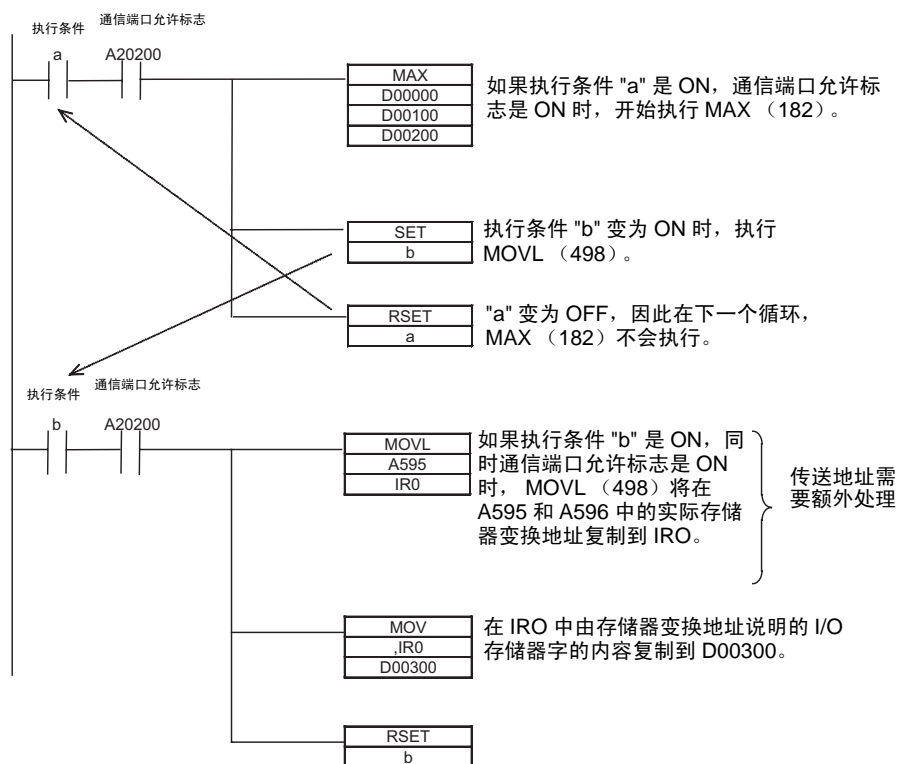 执行条件 通信端口允许标志
a A20200
MAX
D00000
D00100
D00200
如果执行条件 "a" 是 ON，通信端口允许标
志是 ON 时，开始执行 MAX （182）。
SET
b
执行条件 "b" 变为 ON 时，执行
MOVL （498）。
RSET
a
"a" 变为 OFF，因此在下一个循环，
MAX （182）不会执行。
执行条件 通信端口允许标志
b A20200
MOVL
A595
IR0
如果执行条件 "b" 是 ON，同
时通信端口允许标志是 ON
时， MOVL （498）将在
A595 和 A596 中的实际存储
器变换地址复制到 IRO。
传送地址需
要额外处理
MOV
,IR0
D00300
在 IRO 中由存储器变换地址说明的 I/O
存储器字的内容复制到 D00300。
RSET
b